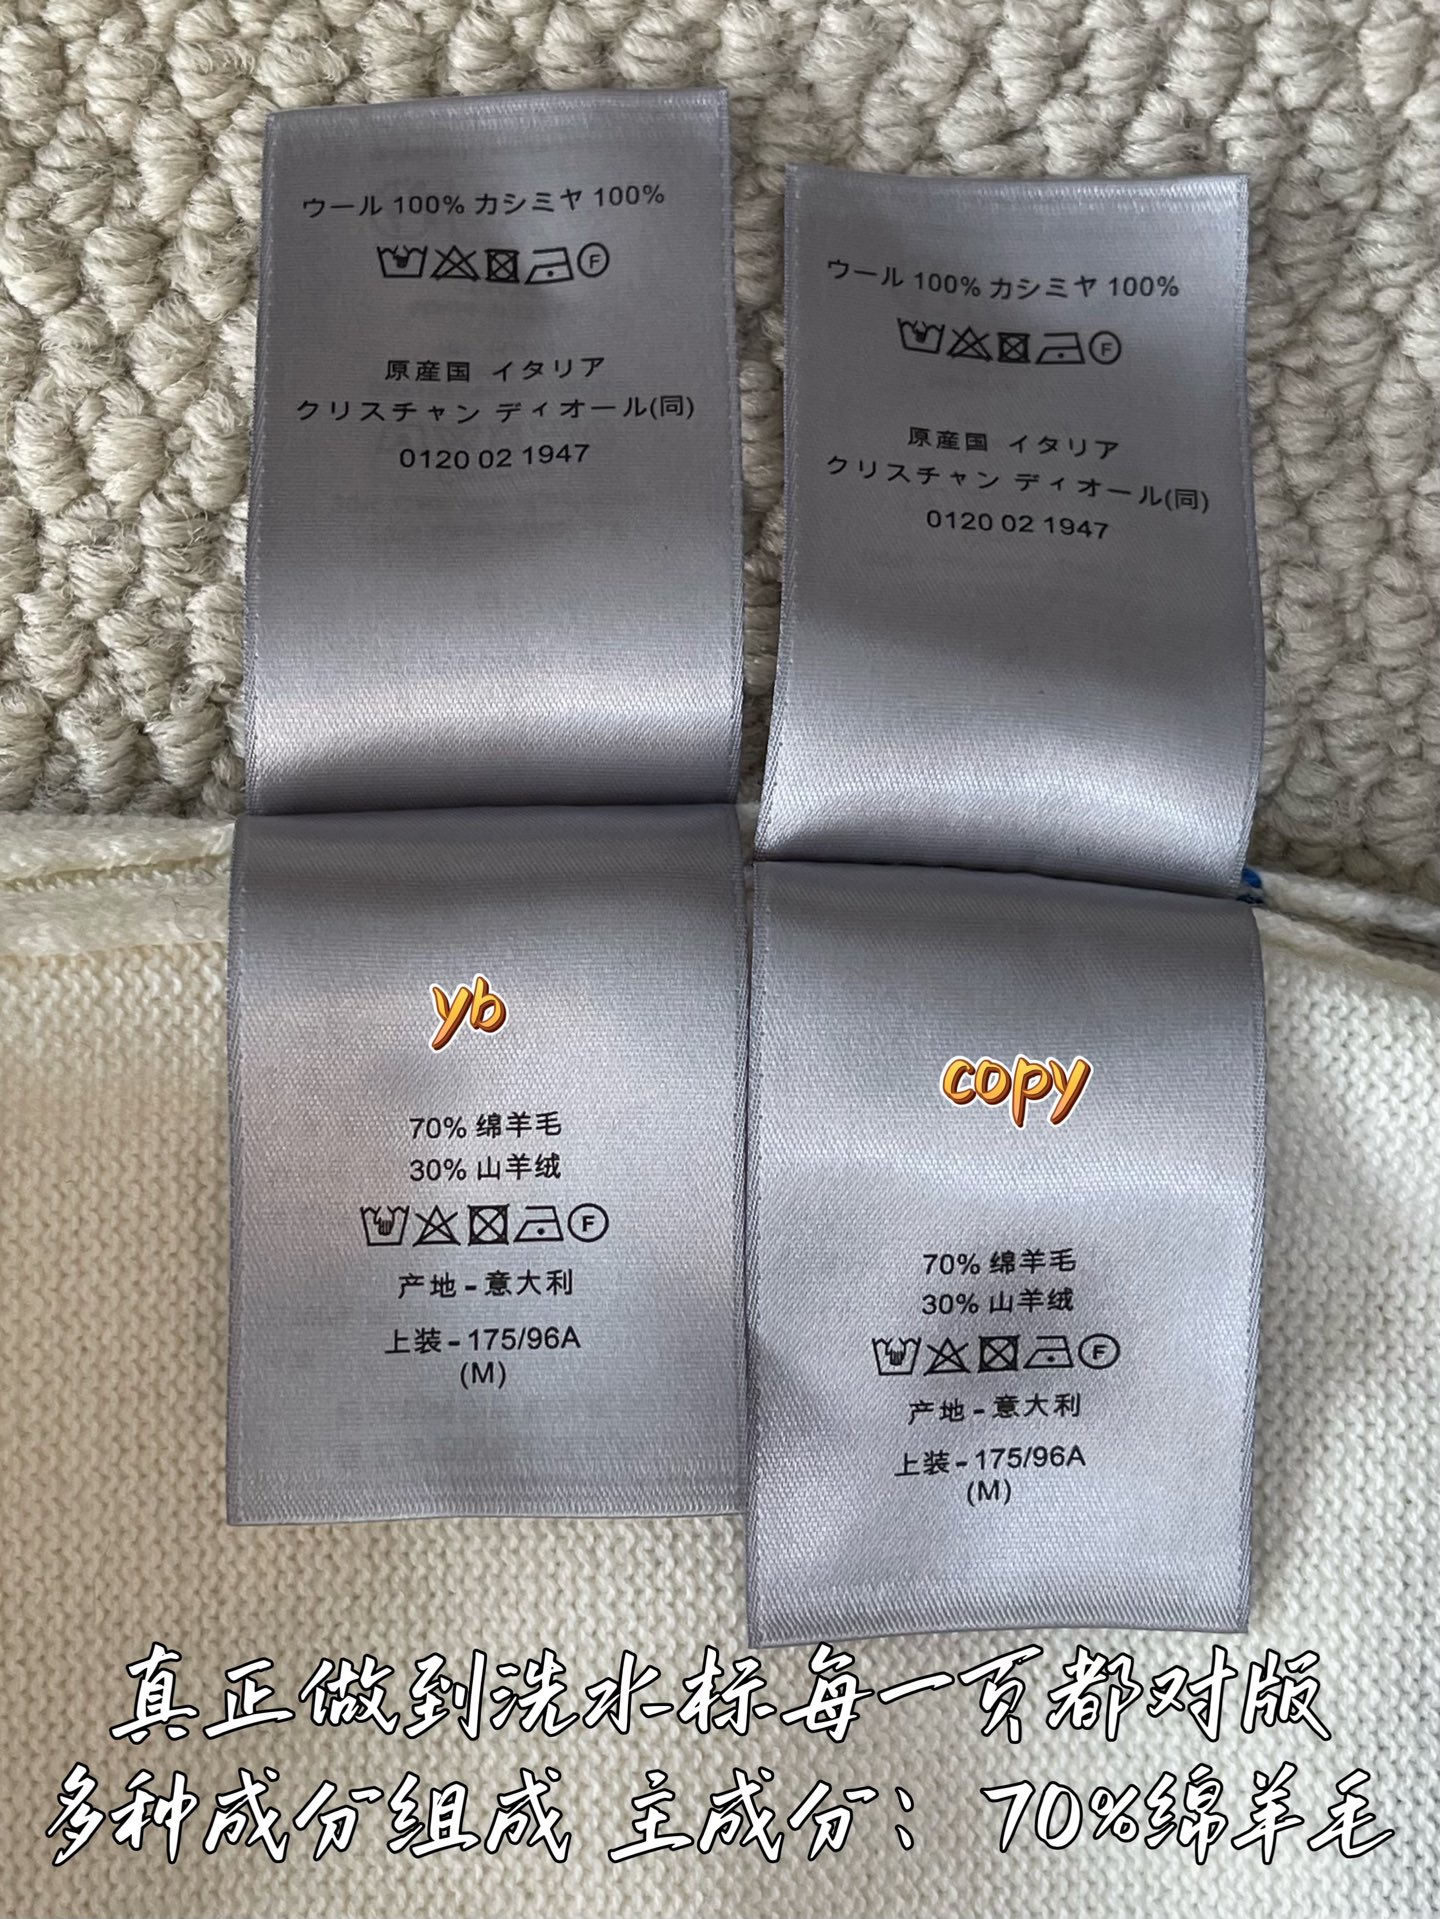 ウール 100% カシミヤ 100%
F
原産国 イタリア
クリスチャン ディオール(同)
0120 02 1947
ウール 100% カシミヤ 100%
F
原産国 イタリア
クリスチャン ディオール(同)
0120 02 1947
yb
70% 绵羊毛
30% 山羊绒
F
产地-意大利
上装-175/96A
(M)
copy
70% 绵羊毛
30% 山羊绒
F
产地-意大利
上装-175/96A
(M)
真正做到洗水标每一页都对版
多种成分组成 主成分：70%绵羊毛